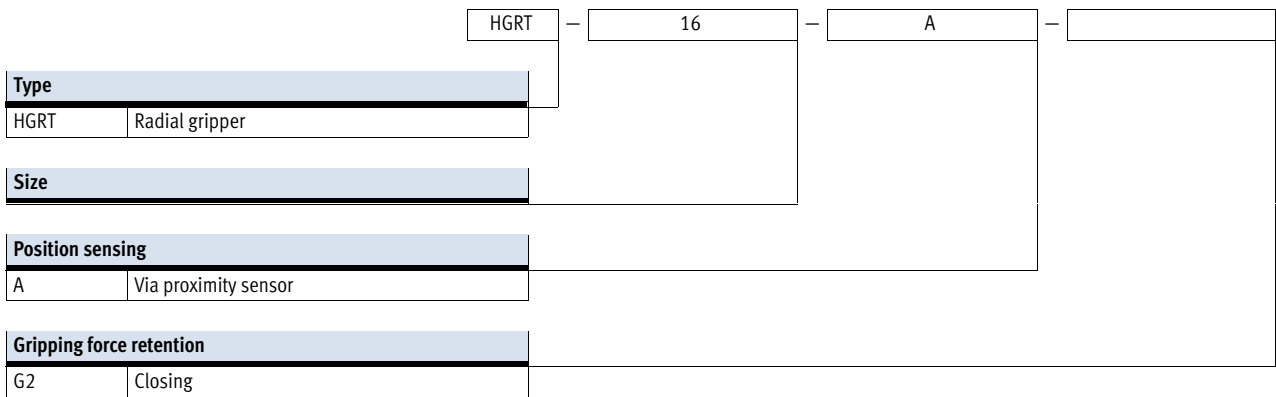 HGRT – 16 – A –
Type
HGRT Radial gripper
Size
Position sensing
A Via proximity sensor
Gripping force retention
G2 Closing